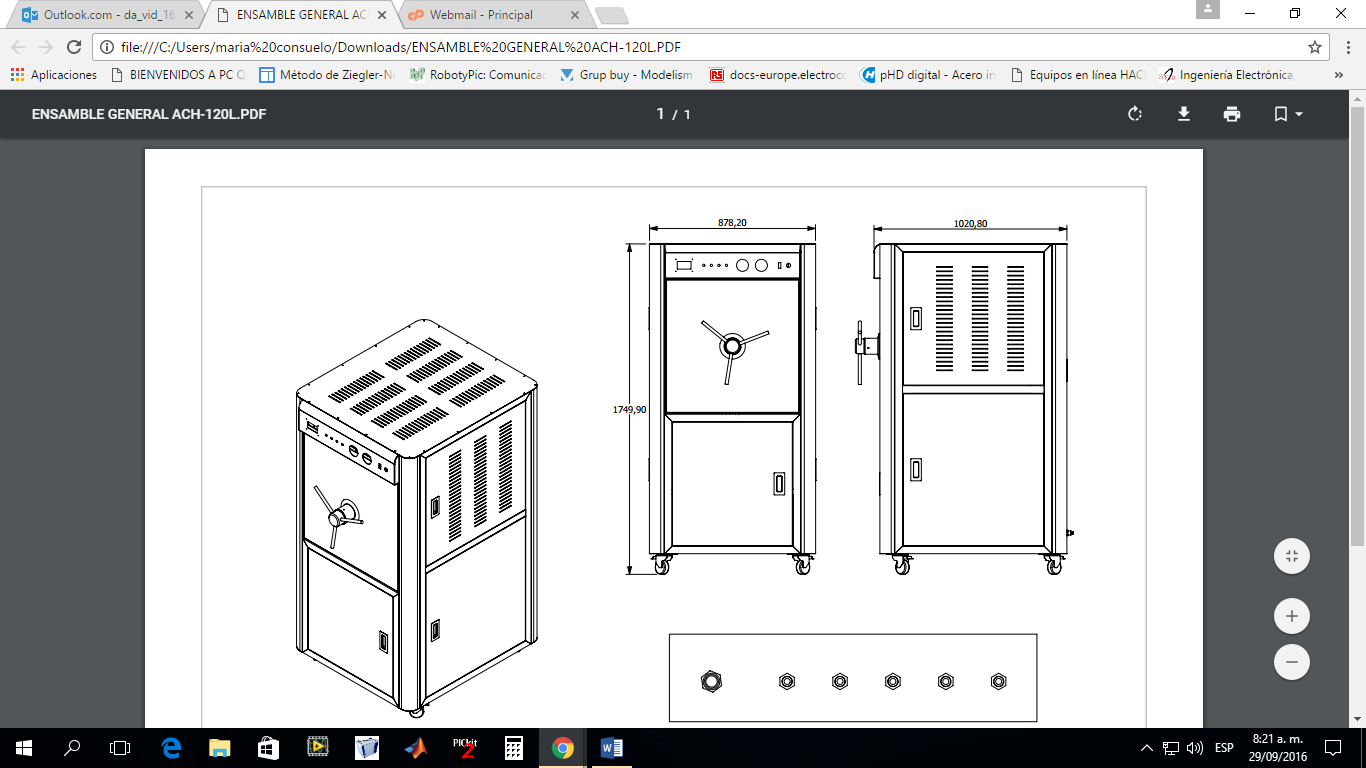 Outlook.com - da_vid_16
ENSAMBLE GENERAL AC
Webmail - Principal
file:///C:/Users/maria%20consuelo/Downloads/ENSAMBLE%20GENERAL%20ACH-120L.PDF
Aplicaciones
BIENVENIDOS A PC
Método de Ziegler-Ni
RobotyPic: Comunicac
Grup buy - Modelism
docs-europe.electroc
pHD digital - Acero in
Equipos en línea HAC
Ingeniería Electrónica
»
ENSAMBLE GENERAL ACH-120L.PDF
1 / 1
878,20
1020,80
1749,90
PICkit 2
ESP
8:21 a. m.
29/09/2016